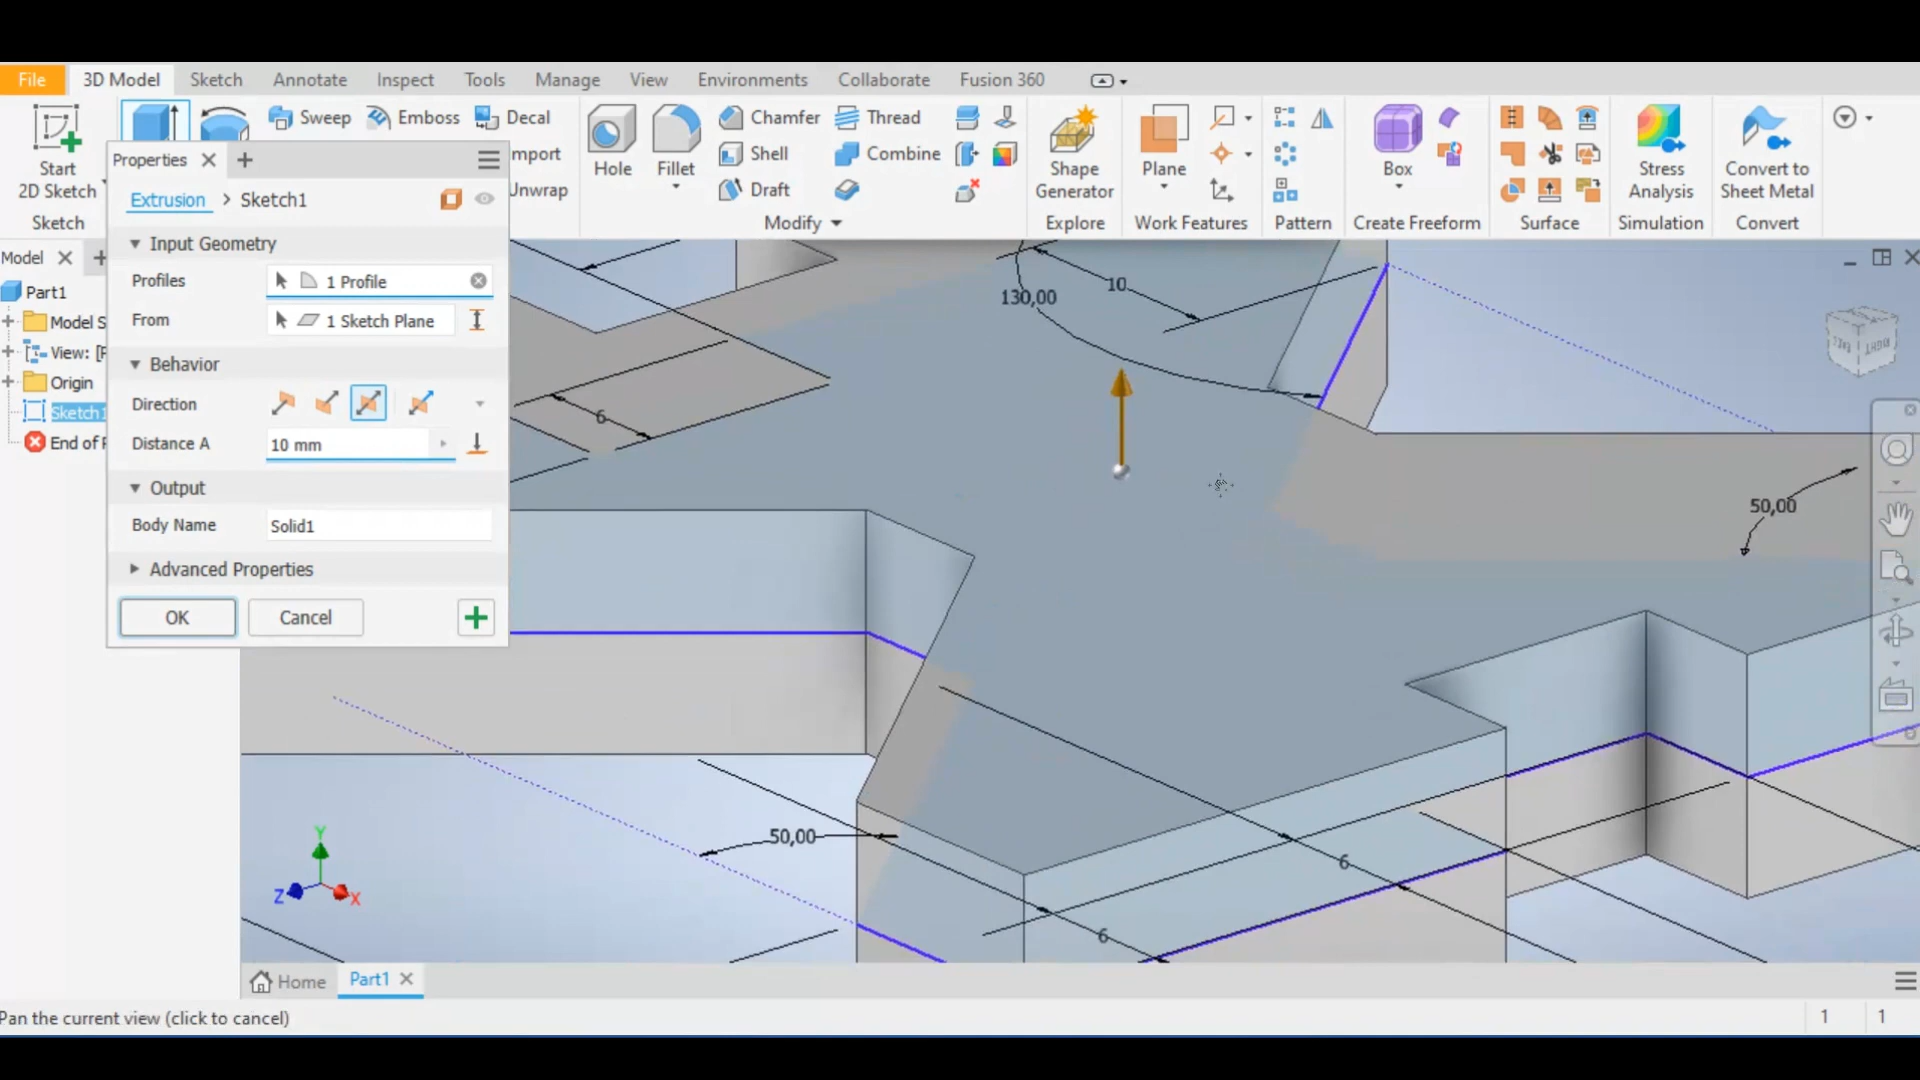 File 3D Model Sketch Annotate Inspect Tools Manage View Environments Collaborate Fusion 360
Start
2D Sketch
Sketch
Sweep Emboss Decal
mport
Unwrap
Hole
Fillet
Chamfer Thread
Shell Combine
Draft
Modify
Shape
Generator
Explore
Plane
Work Features
Pattern
Box
Create Freeform
Surface
Stress
Analysis
Simulation
Convert to
Sheet Metal
Convert
Properties
Extrusion > Sketch1
Input Geometry
Profiles 1 Profile
From 1 Sketch Plane
Behavior
Direction
Distance A 10 mm
Output
Body Name Solid1
Advanced Properties
OK Cancel
Model
Part1
Model S
View: [P
Origin
Sketch1
End of P
10
130,00
6
50,00
50,00
6
6
Y
Z
X
Home Part1
Pan the current view (click to cancel) 1 1